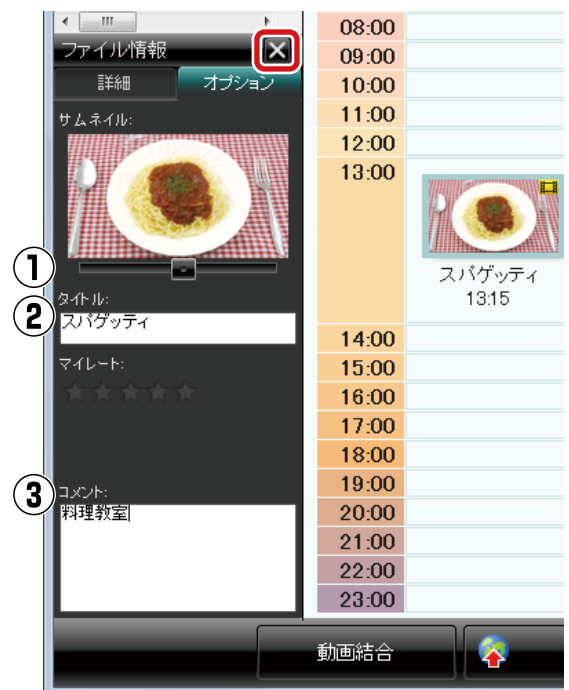 ファイル情報
詳細
オプション
サムネイル:
①
タイトル:
②
スパゲッティ
マイレート:
③
コメント:
料理教室
08:00
09:00
10:00
11:00
12:00
13:00
スパゲッティ
13:15
14:00
15:00
16:00
17:00
18:00
19:00
20:00
21:00
22:00
23:00
動画結合